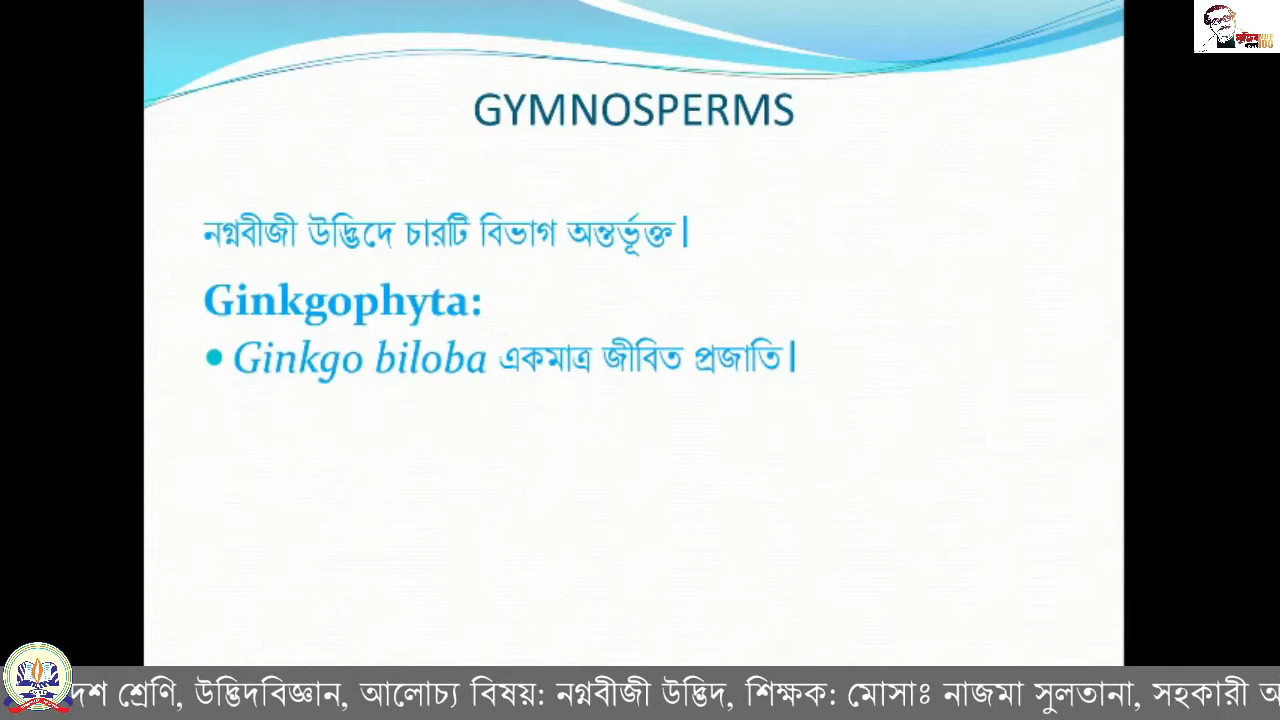 GYMNOSPERMS
নগ্নবীজী উদ্ভিদে চারটি বিভাগ অন্তর্ভূক্ত।
Ginkgophyta:
• Ginkgo biloba একমাত্র জীবিত প্রজাতি।
দশ শ্রেণি, উদ্ভিদবিজ্ঞান, আলোচ্য বিষয়: নগ্নবীজী উদ্ভিদ, শিক্ষক: মোসাঃ নাজমা সুলতানা, সহকারী